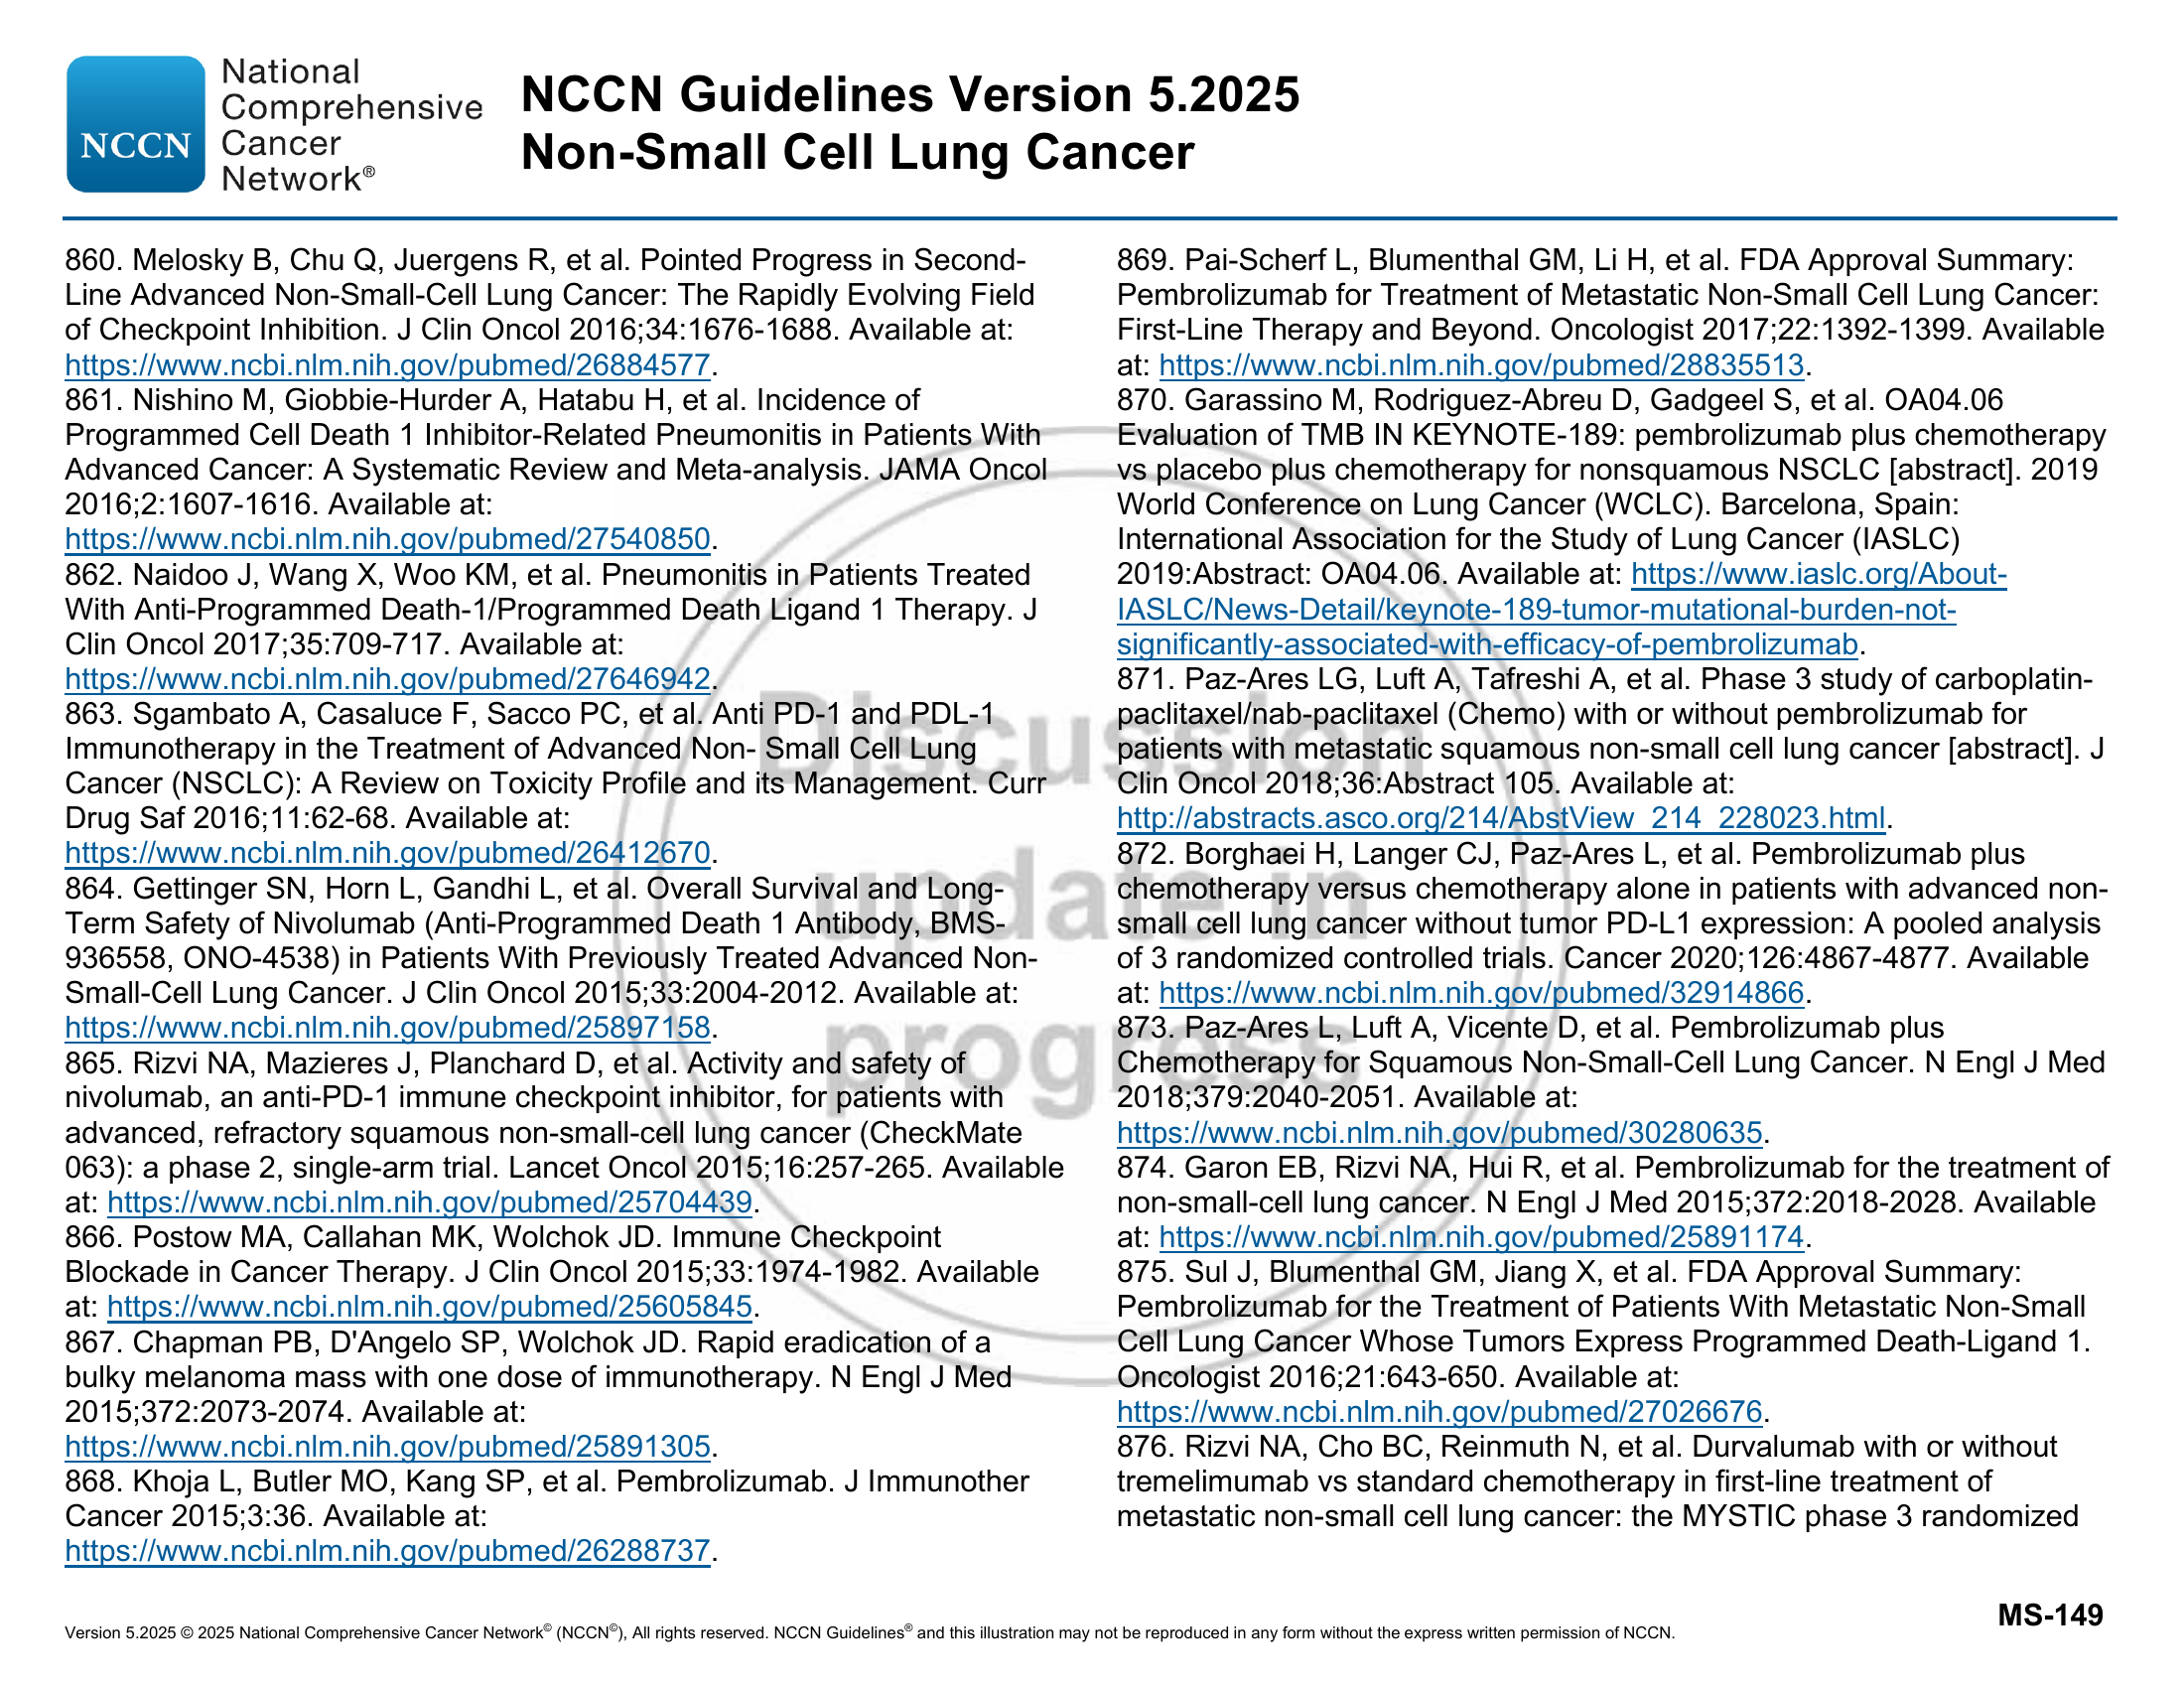 National
Comprehensive
Cancer
Network®
NCCN
NCCN Guidelines Version 5.2025
Non-Small Cell Lung Cancer
860. Melosky B, Chu Q, Juergens R, et al. Pointed Progress in Second-
Line Advanced Non-Small-Cell Lung Cancer: The Rapidly Evolving Field
of Checkpoint Inhibition. J Clin Oncol 2016;34:1676-1688. Available at:
https://www.ncbi.nlm.nih.gov/pubmed/26884577.
861. Nishino M, Giobbie-Hurder A, Hatabu H, et al. Incidence of
Programmed Cell Death 1 Inhibitor-Related Pneumonitis in Patients With
Advanced Cancer: A Systematic Review and Meta-analysis. JAMA Oncol
2016;2:1607-1616. Available at:
https://www.ncbi.nlm.nih.gov/pubmed/27540850.
862. Naidoo J, Wang X, Woo KM, et al. Pneumonitis in Patients Treated
With Anti-Programmed Death-1/Programmed Death Ligand 1 Therapy. J
Clin Oncol 2017;35:709-717. Available at:
https://www.ncbi.nlm.nih.gov/pubmed/27646942.
863. Sgambato A, Casaluce F, Sacco PC, et al. Anti PD-1 and PDL-1
Immunotherapy in the Treatment of Advanced Non- Small Cell Lung
Cancer (NSCLC): A Review on Toxicity Profile and its Management. Curr
Drug Saf 2016;11:62-68. Available at:
https://www.ncbi.nlm.nih.gov/pubmed/26412670.
864. Gettinger SN, Horn L, Gandhi L, et al. Overall Survival and Long-
Term Safety of Nivolumab (Anti-Programmed Death 1 Antibody, BMS-
936558, ONO-4538) in Patients With Previously Treated Advanced Non-
Small-Cell Lung Cancer. J Clin Oncol 2015;33:2004-2012. Available at:
https://www.ncbi.nlm.nih.gov/pubmed/25897158.
865. Rizvi NA, Mazieres J, Planchard D, et al. Activity and safety of
nivolumab, an anti-PD-1 immune checkpoint inhibitor, for patients with
advanced, refractory squamous non-small-cell lung cancer (CheckMate
063): a phase 2, single-arm trial. Lancet Oncol 2015;16:257-265. Available
at: https://www.ncbi.nlm.nih.gov/pubmed/25704439.
866. Postow MA, Callahan MK, Wolchok JD. Immune Checkpoint
Blockade in Cancer Therapy. J Clin Oncol 2015;33:1974-1982. Available
at: https://www.ncbi.nlm.nih.gov/pubmed/25605845.
867. Chapman PB, D'Angelo SP, Wolchok JD. Rapid eradication of a
bulky melanoma mass with one dose of immunotherapy. N Engl J Med
2015;372:2073-2074. Available at:
https://www.ncbi.nlm.nih.gov/pubmed/25891305.
868. Khoja L, Butler MO, Kang SP, et al. Pembrolizumab. J Immunother
Cancer 2015;3:36. Available at:
https://www.ncbi.nlm.nih.gov/pubmed/26288737.
869. Pai-Scherf L, Blumenthal GM, Li H, et al. FDA Approval Summary:
Pembrolizumab for Treatment of Metastatic Non-Small Cell Lung Cancer:
First-Line Therapy and Beyond. Oncologist 2017;22:1392-1399. Available
at: https://www.ncbi.nlm.nih.gov/pubmed/28835513.
870. Garassino M, Rodriguez-Abreu D, Gadgeel S, et al. OA04.06
Evaluation of TMB IN KEYNOTE-189: pembrolizumab plus chemotherapy
vs placebo plus chemotherapy for nonsquamous NSCLC [abstract]. 2019
World Conference on Lung Cancer (WCLC). Barcelona, Spain:
International Association for the Study of Lung Cancer (IASLC)
2019:Abstract: OA04.06. Available at: https://www.iaslc.org/About-
IASLC/News-Detail/keynote-189-tumor-mutational-burden-not-
significantly-associated-with-efficacy-of-pembrolizumab.
871. Paz-Ares LG, Luft A, Tafreshi A, et al. Phase 3 study of carboplatin-
paclitaxel/nab-paclitaxel (Chemo) with or without pembrolizumab for
patients with metastatic squamous non-small cell lung cancer [abstract]. J
Clin Oncol 2018;36:Abstract 105. Available at:
http://abstracts.asco.org/214/AbstView_214_228023.html.
872. Borghaei H, Langer CJ, Paz-Ares L, et al. Pembrolizumab plus
chemotherapy versus chemotherapy alone in patients with advanced non-
small cell lung cancer without tumor PD-L1 expression: A pooled analysis
of 3 randomized controlled trials. Cancer 2020;126:4867-4877. Available
at: https://www.ncbi.nlm.nih.gov/pubmed/32914866.
873. Paz-Ares L, Luft A, Vicente D, et al. Pembrolizumab plus
Chemotherapy for Squamous Non-Small-Cell Lung Cancer. N Engl J Med
2018;379:2040-2051. Available at:
https://www.ncbi.nlm.nih.gov/pubmed/30280635.
874. Garon EB, Rizvi NA, Hui R, et al. Pembrolizumab for the treatment of
non-small-cell lung cancer. N Engl J Med 2015;372:2018-2028. Available
at: https://www.ncbi.nlm.nih.gov/pubmed/25891174.
875. Sul J, Blumenthal GM, Jiang X, et al. FDA Approval Summary:
Pembrolizumab for the Treatment of Patients With Metastatic Non-Small
Cell Lung Cancer Whose Tumors Express Programmed Death-Ligand 1.
Oncologist 2016;21:643-650. Available at:
https://www.ncbi.nlm.nih.gov/pubmed/27026676.
876. Rizvi NA, Cho BC, Reinmuth N, et al. Durvalumab with or without
tremelimumab vs standard chemotherapy in first-line treatment of
metastatic non-small cell lung cancer: the MYSTIC phase 3 randomized
Discussion
update in
progress
MS-149
Version 5.2025 © 2025 National Comprehensive Cancer Network© (NCCN©), All rights reserved. NCCN Guidelines® and this illustration may not be reproduced in any form without the express written permission of NCCN.